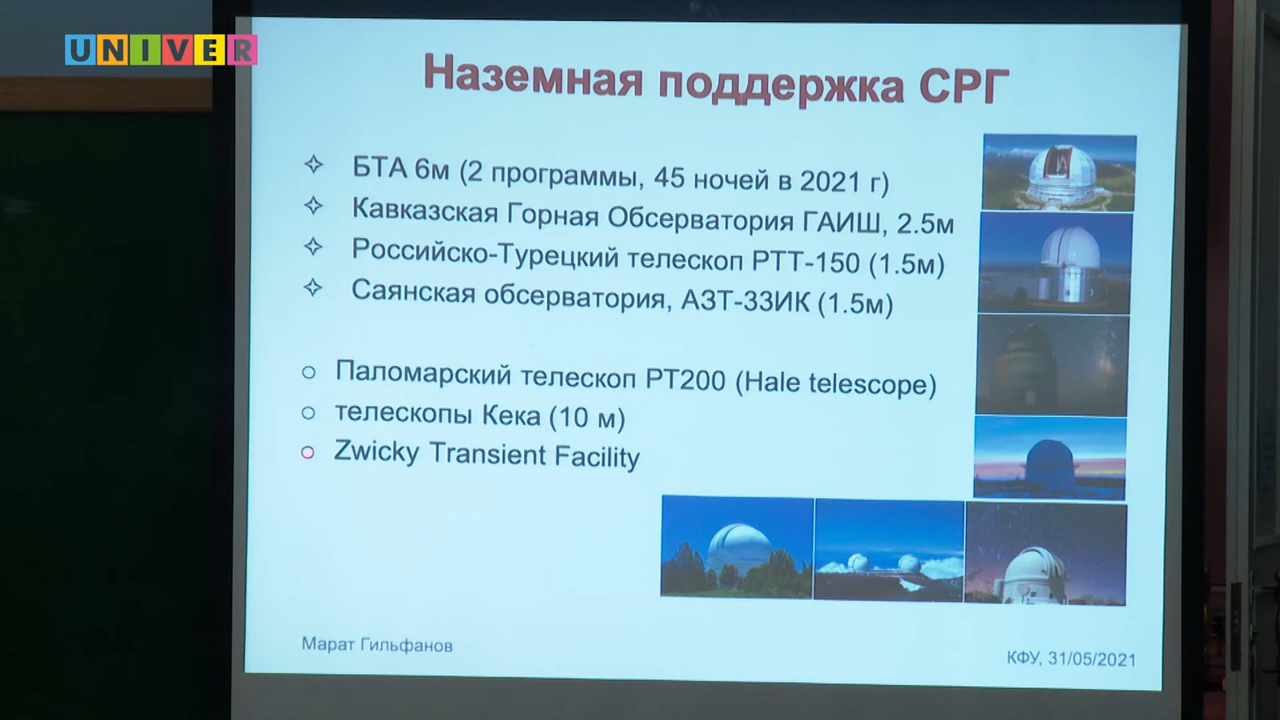 UNIVER
Наземная поддержка СРГ
БТА 6м (2 программы, 45 ночей в 2021 г)
Кавказская Горная Обсерватория ГАИШ, 2.5м
Российско-Турецкий телескоп РТТ-150 (1.5м)
Саянская обсерватория, АЗТ-33ИК (1.5м)
Паломарский телескоп РТ200 (Hale telescope)
телескопы Кека (10 м)
Zwicky Transient Facility
Марат Гильфанов
КФУ, 31/05/2021